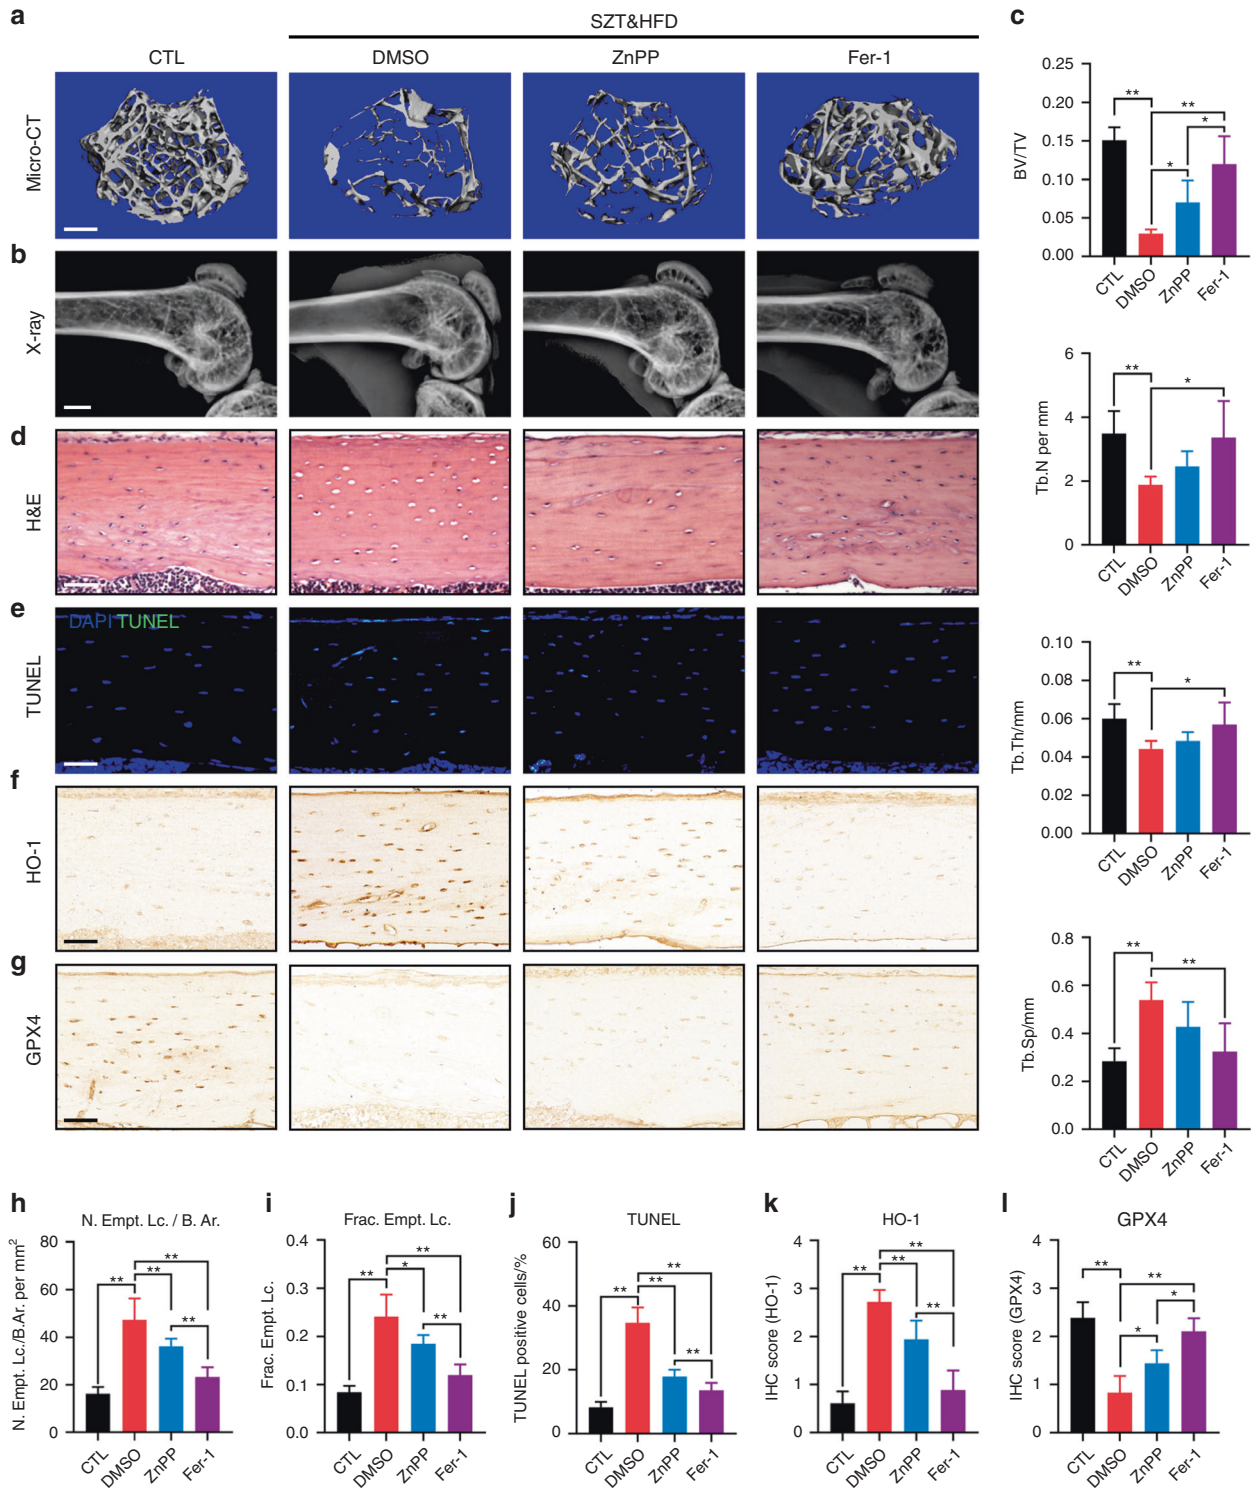 a
SZT&HFD
CTL
DMSO
ZnPP
Fer-1
Micro-CT
b
X-ray
d
H&E
e
DAPI TUNEL
TUNEL
f
HO-1
g
GPX4
c
0.25
0.20
0.15
0.10
0.05
0.00
BV/TV
**
**
*
*
CTL
DMSO
ZnPP
Fer-1
6
4
2
0
Tb.N per mm
**
*
CTL
DMSO
ZnPP
Fer-1
0.10
0.08
0.06
0.04
0.02
0.00
Tb.Th/mm
**
*
CTL
DMSO
ZnPP
Fer-1
0.8
0.6
0.4
0.2
0.0
Tb.Sp/mm
**
**
CTL
DMSO
ZnPP
Fer-1
h
N. Empt. Lc. / B. Ar.
80
60
40
20
0
N. Empt. Lc./B.Ar. per mm²
**
**
**
**
CTL
DMSO
ZnPP
Fer-1
i
Frac. Empt. Lc.
0.4
0.3
0.2
0.1
0.0
Frac. Empt. Lc.
**
**
*
**
CTL
DMSO
ZnPP
Fer-1
j
TUNEL
60
40
20
0
TUNEL positive cells/%
**
**
**
**
CTL
DMSO
ZnPP
Fer-1
k
HO-1
4
3
2
1
0
IHC score (HO-1)
**
**
**
**
CTL
DMSO
ZnPP
Fer-1
l
GPX4
4
3
2
1
0
IHC score (GPX4)
**
**
*
*
CTL
DMSO
ZnPP
Fer-1